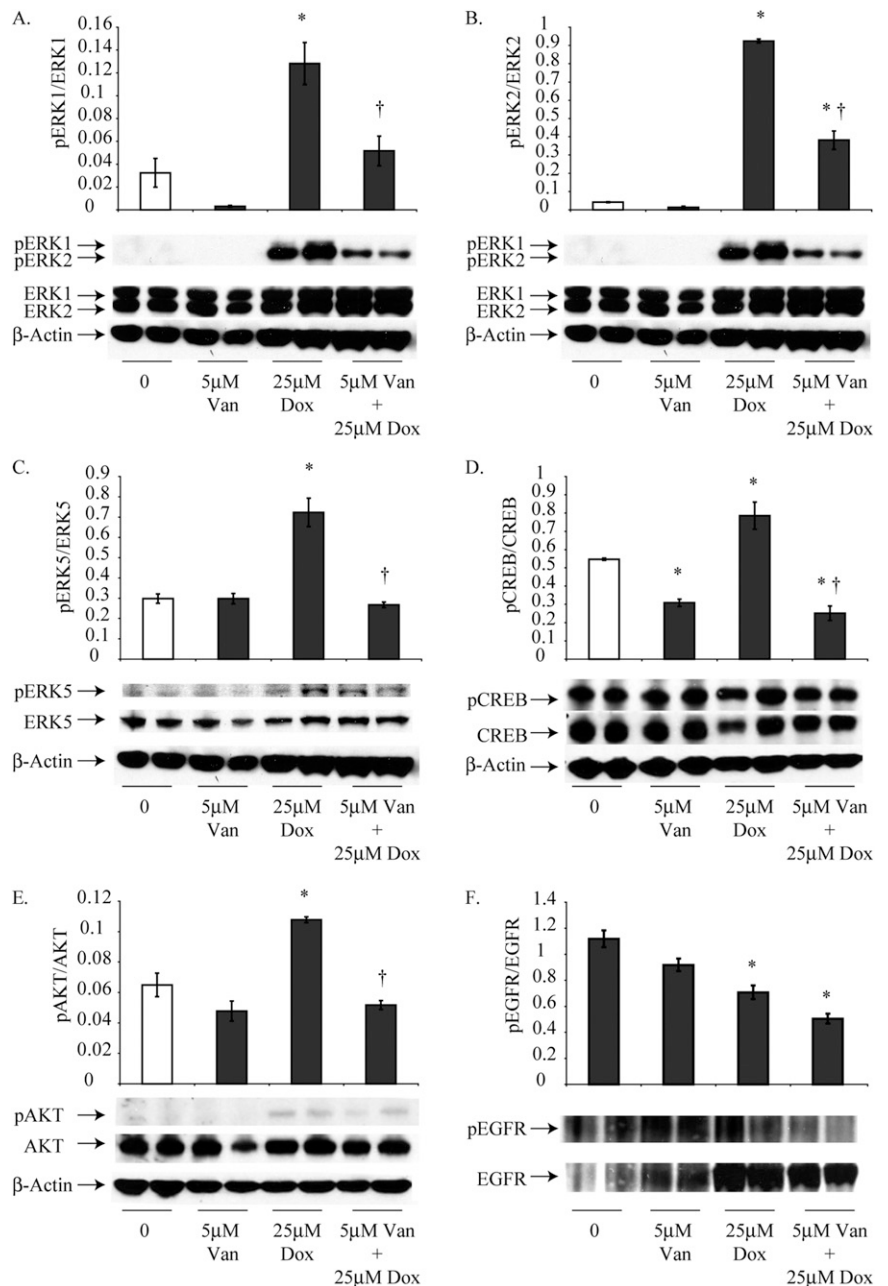 A.
pERK1/ERK1
0.16
0.12
0.08
0.04
0
*
†
pERK1
pERK2
ERK1
ERK2
β-Actin
0 5µM 25µM 5µM Van
Van Dox +
25µM Dox
B.
pERK2/ERK2
1
0.9
0.8
0.7
0.6
0.5
0.4
0.3
0.2
0.1
0
*
* †
pERK1
pERK2
ERK1
ERK2
β-Actin
0 5µM 25µM 5µM Van
Van Dox +
25µM Dox
C.
pERK5/ERK5
0.9
0.8
0.7
0.6
0.5
0.4
0.3
0.2
0.1
0
*
†
pERK5
ERK5
β-Actin
0 5µM 25µM 5µM Van
Van Dox +
25µM Dox
D.
pCREB/CREB
1
0.9
0.8
0.7
0.6
0.5
0.4
0.3
0.2
0.1
0
*
*
* †
pCREB
CREB
β-Actin
0 5µM 25µM 5µM Van
Van Dox +
25µM Dox
E.
pAKT/AKT
0.12
0.1
0.08
0.06
0.04
0.02
0
*
†
pAKT
AKT
β-Actin
0 5µM 25µM 5µM Van
Van Dox +
25µM Dox
F.
pEGFR/EGFR
1.4
1.2
1
0.8
0.6
0.4
0.2
0
*
*
pEGFR
EGFR
0 5µM 25µM 5µM Van
Van Dox +
25µM Dox